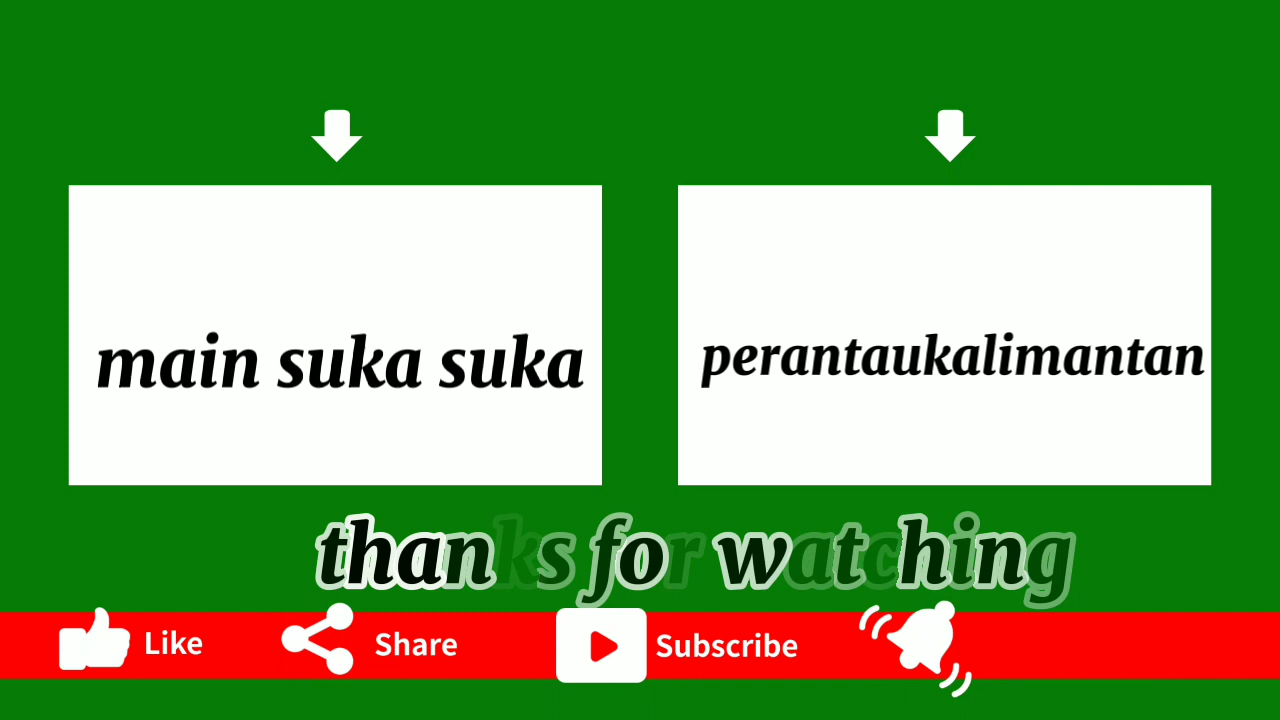 main suka suka
perantaukalimantan
thanks for watching
Like Share Subscribe